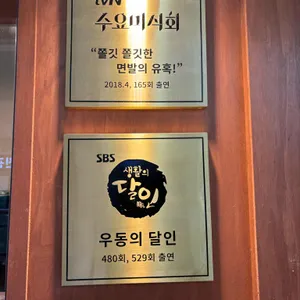 tvN
수요미식회
“쫄깃 쫄깃한
면발의 유혹!”
2018.4, 165회 출연
SBS
생활의
달인
우동의 달인
480회, 529회 출연